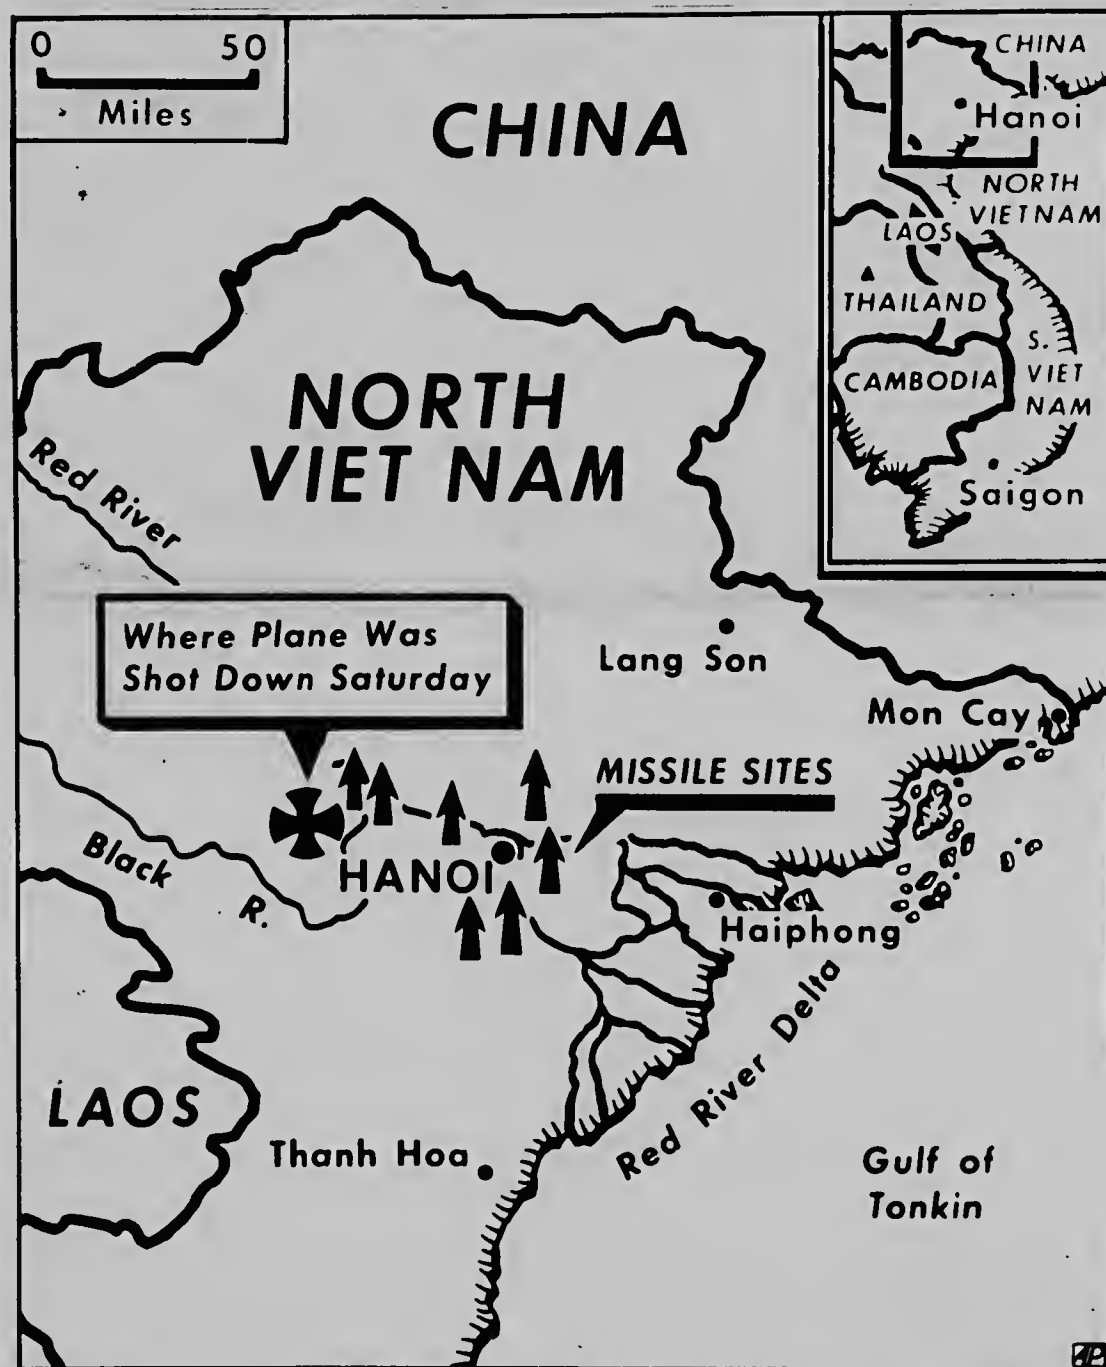 0 50
Miles
CHINA
NORTH
VIET NAM
Red River
Where Plane Was
Shot Down Saturday
Lang Son
Mon Cay
MISSILE SITES
Black R.
HANOI
Haiphong
Red River Delta
LAOS
Thanh Hoa
Gulf of
Tonkin
CHINA
Hanoi
NORTH
VIETNAM
LAOS
THAILAND
CAMBODIA
S.
VIET
NAM
Saigon
AP